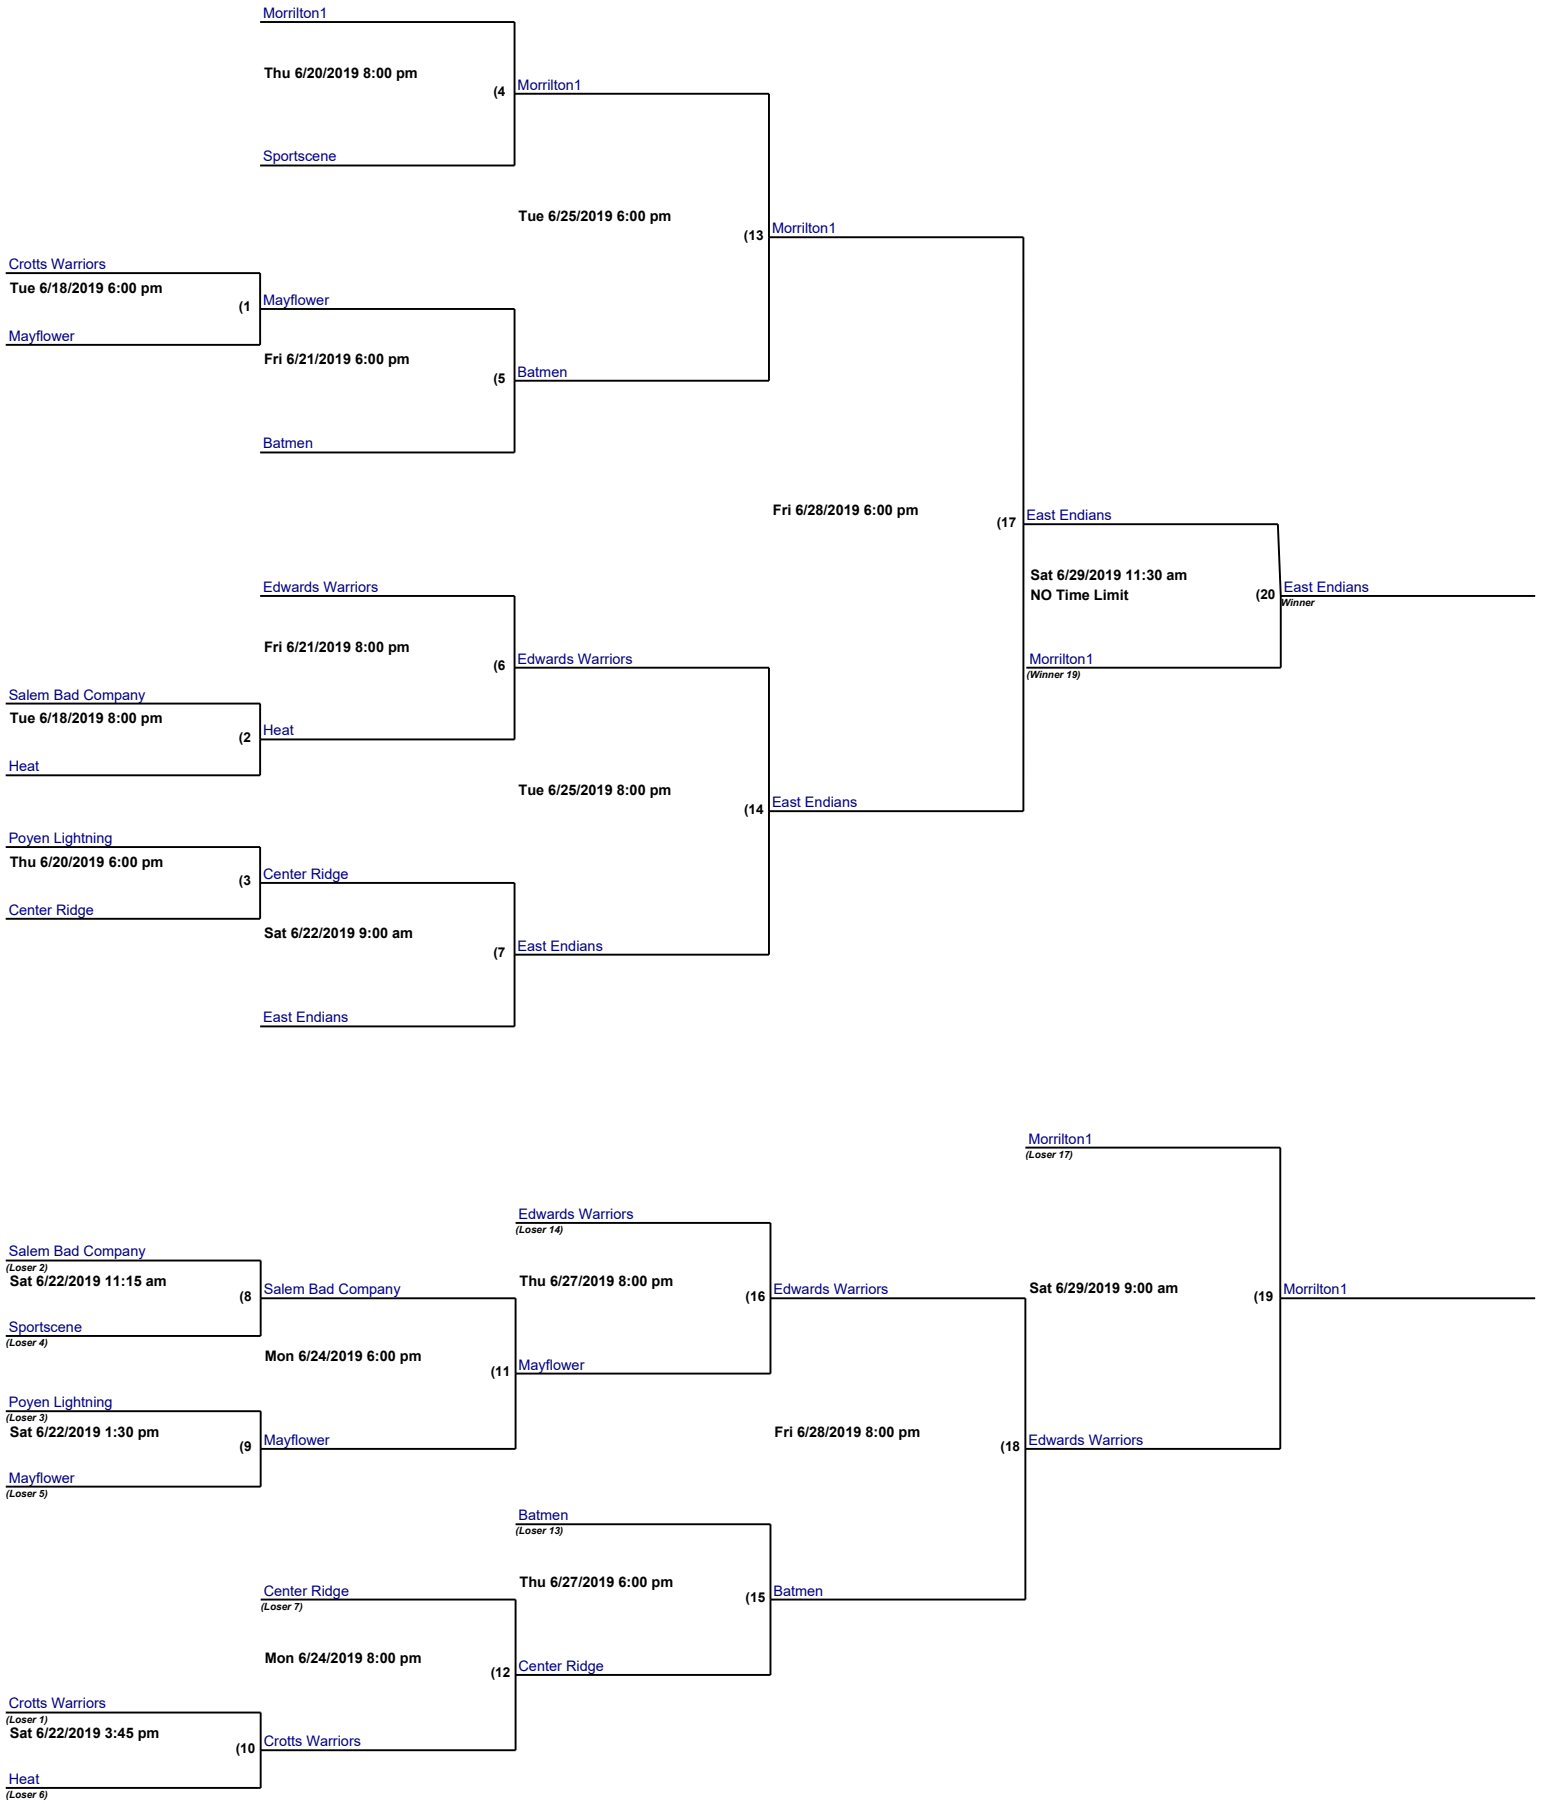 Morrilton1
Thu 6/20/2019 8:00 pm
(4
Morrilton1
Sportscene
Tue 6/25/2019 6:00 pm
(13
Morrilton1
Crotts Warriors
Tue 6/18/2019 6:00 pm
(1
Mayflower
Mayflower
Fri 6/21/2019 6:00 pm
(5
Batmen
Batmen
Fri 6/28/2019 6:00 pm
(17
East Endians
Sat 6/29/2019 11:30 am
NO Time Limit
(20
East Endians
Winner
Edwards Warriors
Fri 6/21/2019 8:00 pm
(6
Edwards Warriors
Morrilton1
(Winner 19)
Salem Bad Company
Tue 6/18/2019 8:00 pm
(2
Heat
Heat
Tue 6/25/2019 8:00 pm
(14
East Endians
Poyen Lightning
Thu 6/20/2019 6:00 pm
(3
Center Ridge
Center Ridge
Sat 6/22/2019 9:00 am
(7
East Endians
East Endians
Morrilton1
(Loser 17)
Edwards Warriors
(Loser 14)
Salem Bad Company
(Loser 2)
Sat 6/22/2019 11:15 am
(8
Salem Bad Company
Thu 6/27/2019 8:00 pm
(16
Edwards Warriors
Sat 6/29/2019 9:00 am
(19
Morrilton1
Sportscene
(Loser 4)
Mon 6/24/2019 6:00 pm
(11
Mayflower
Poyen Lightning
(Loser 3)
Sat 6/22/2019 1:30 pm
(9
Mayflower
Fri 6/28/2019 8:00 pm
(18
Edwards Warriors
Mayflower
(Loser 5)
Batmen
(Loser 13)
Thu 6/27/2019 6:00 pm
(15
Batmen
Center Ridge
(Loser 7)
Mon 6/24/2019 8:00 pm
(12
Center Ridge
Crotts Warriors
(Loser 1)
Sat 6/22/2019 3:45 pm
(10
Crotts Warriors
Heat
(Loser 6)